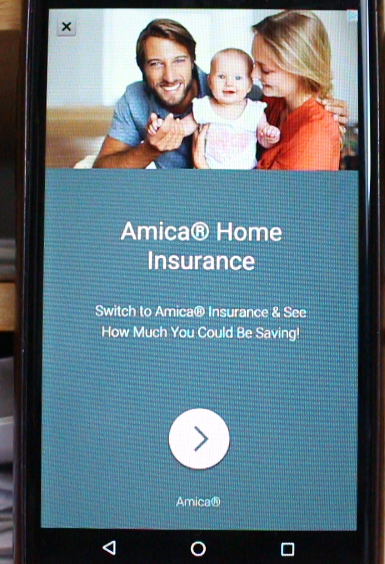 Amica® Home
Insurance
Switch to Amica® Insurance & See
How Much You Could Be Saving!
Amica®